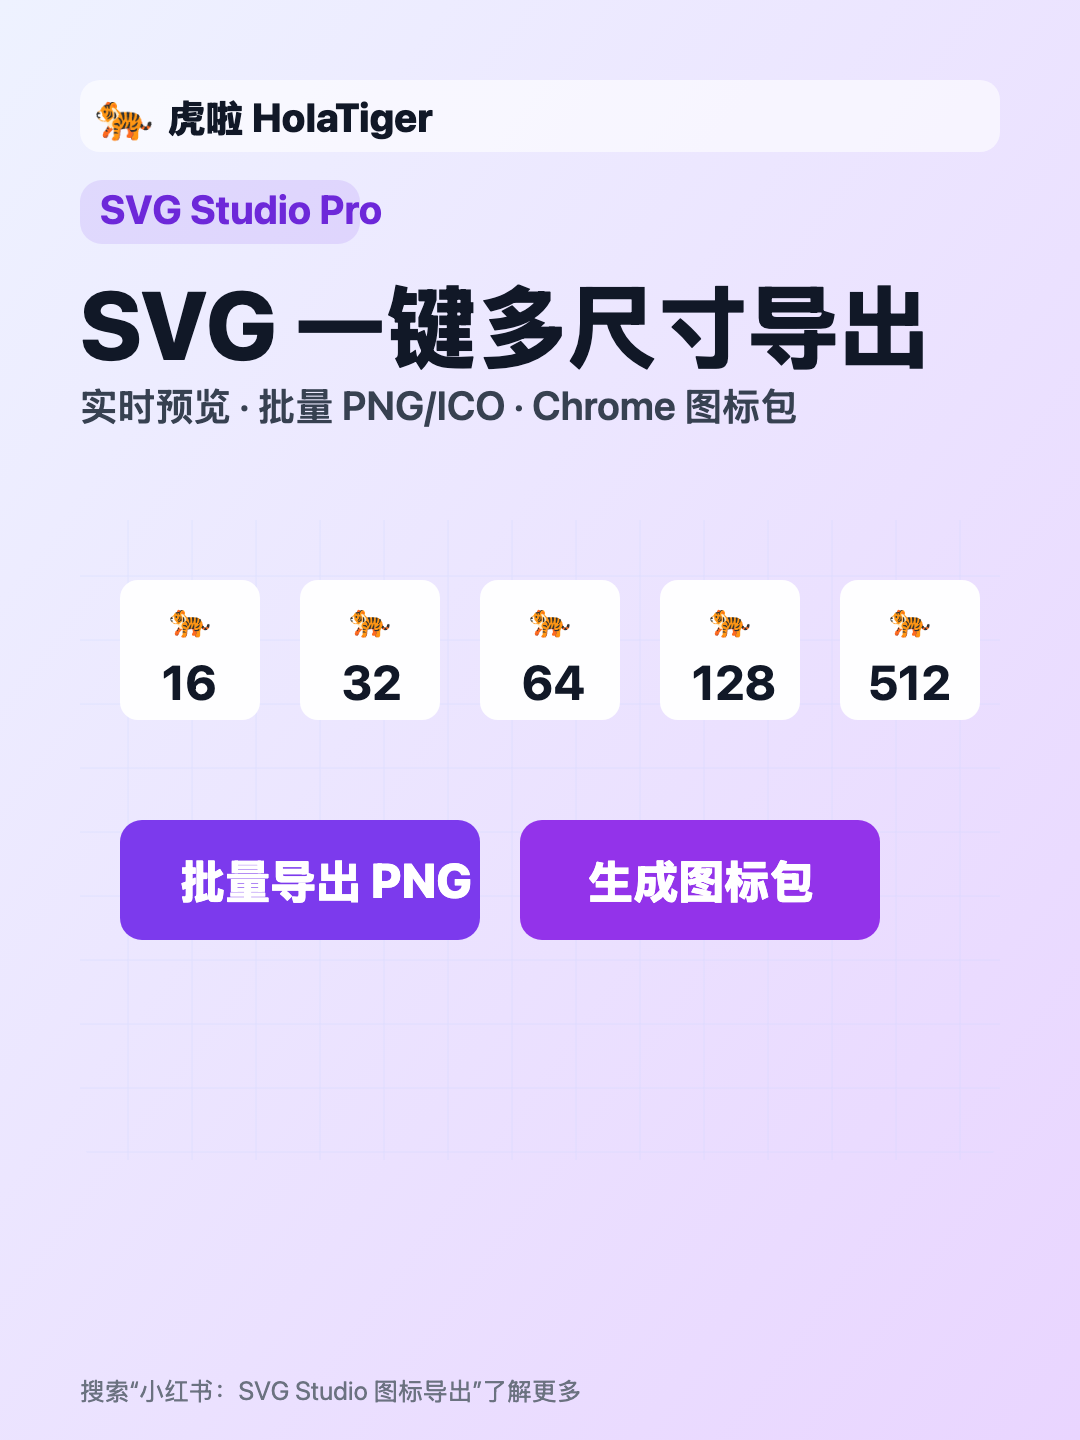 虎啦 HolaTiger
SVG Studio Pro
SVG 一键多尺寸导出
实时预览 · 批量 PNG/ICO · Chrome 图标包
16 32 64 128 512
批量导出 PNG 生成图标包
搜索“小红书：SVG Studio 图标导出”了解更多